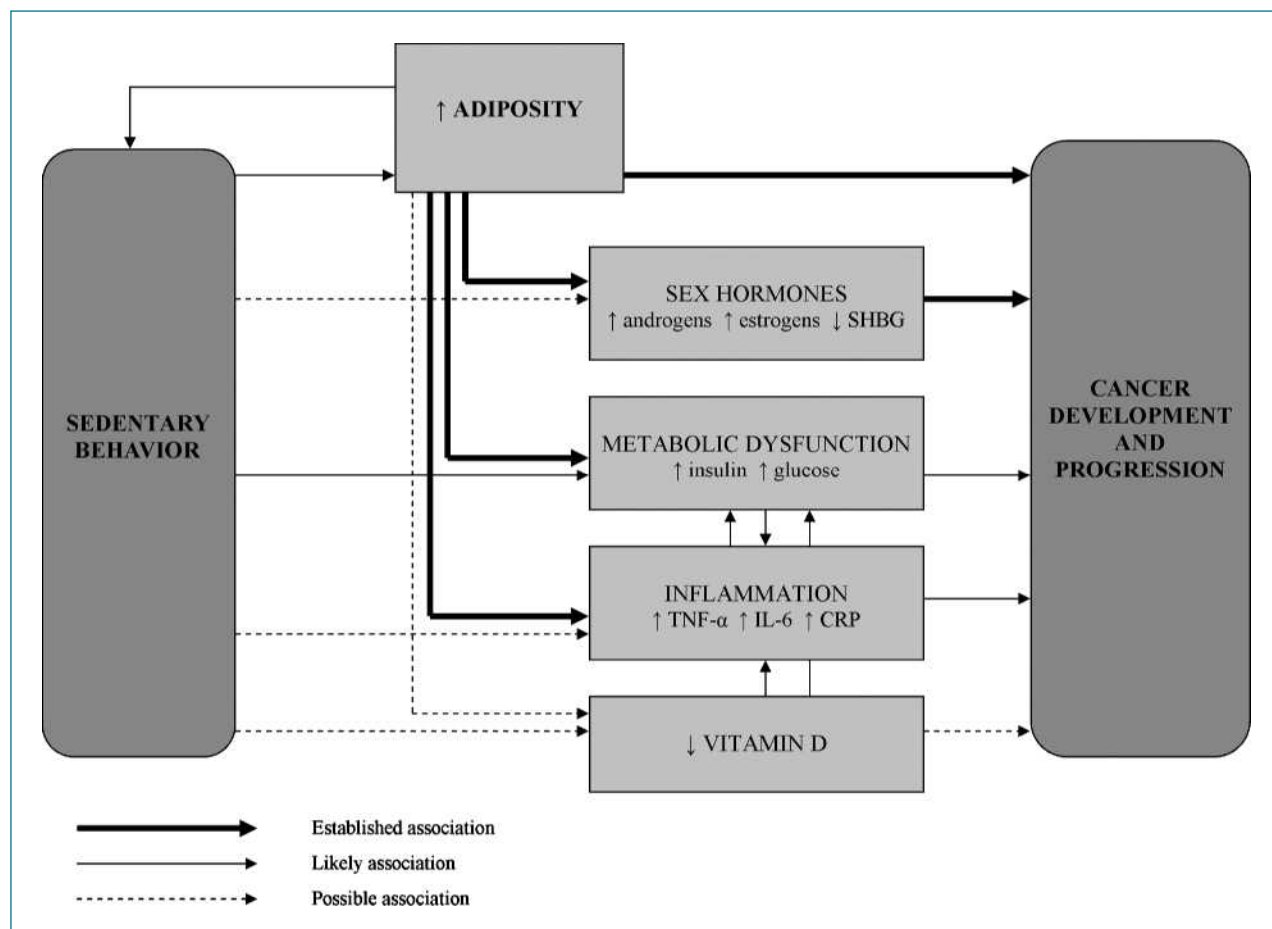 ↑ ADIPOSITY
SEX HORMONES
↑ androgens ↑ estrogens ↓ SHBG
SEDENTARY
BEHAVIOR
METABOLIC DYSFUNCTION
↑ insulin ↑ glucose
CANCER
DEVELOPMENT
AND
PROGRESSION
INFLAMMATION
↑ TNF-α ↑ IL-6 ↑ CRP
↓ VITAMIN D
Established association
Likely association
Possible association